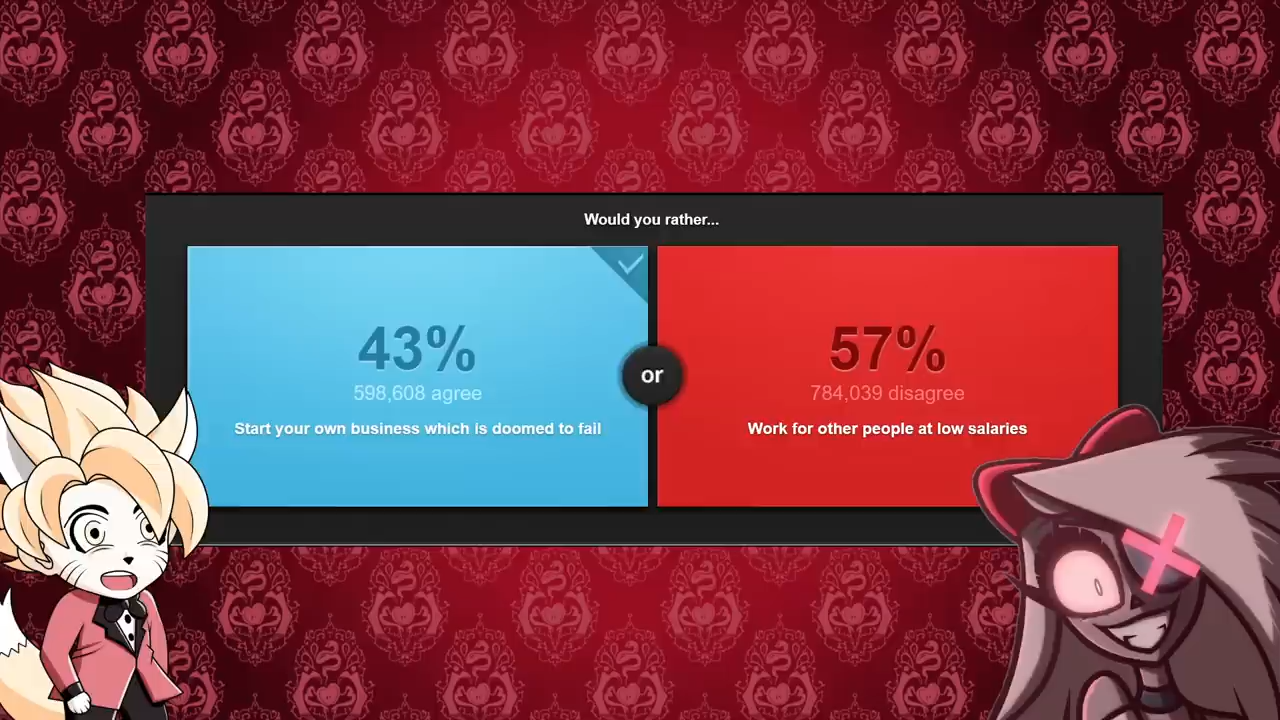 Would you rather...
43%
598,608 agree
Start your own business which is doomed to fail
or
57%
784,039 disagree
Work for other people at low salaries